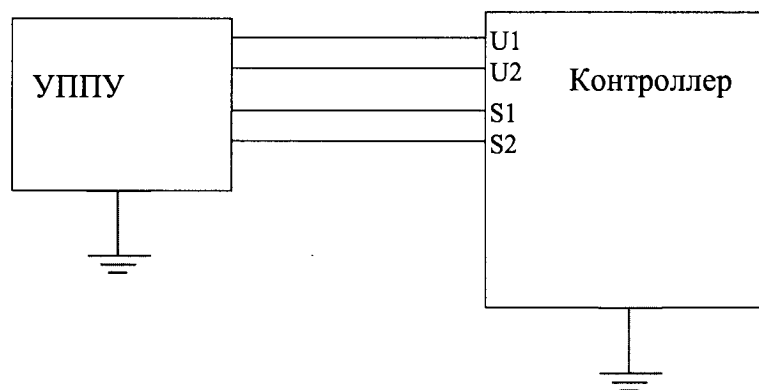 УППУ
U1
U2
S1
S2
Контроллер